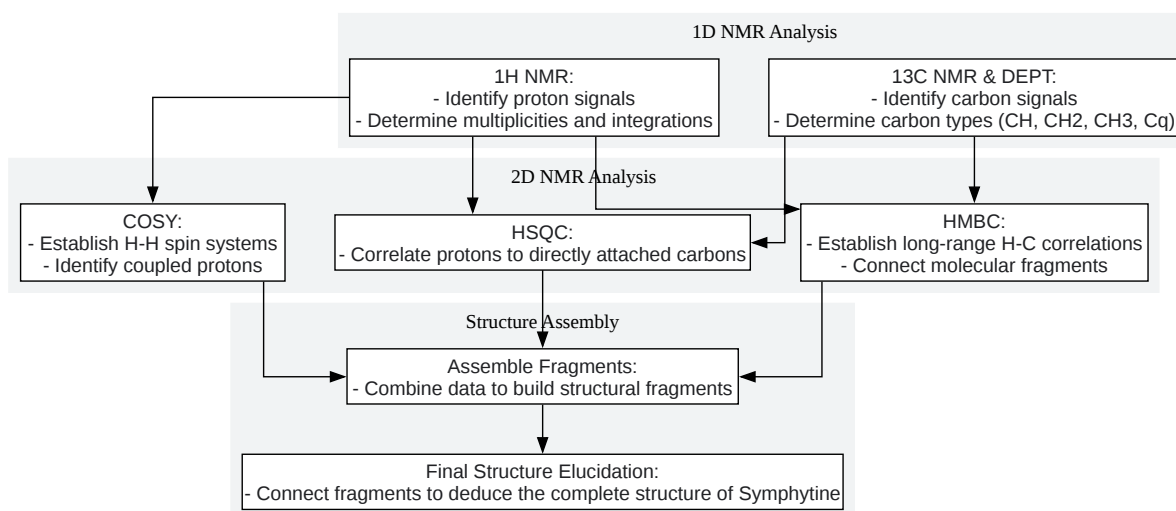 1D NMR Analysis
1H NMR:
- Identify proton signals
- Determine multiplicities and integrations
13C NMR & DEPT:
- Identify carbon signals
- Determine carbon types (CH, CH2, CH3, Cq)
2D NMR Analysis
COSY:
- Establish H-H spin systems
- Identify coupled protons
HSQC:
- Correlate protons to directly attached carbons
HMBC:
- Establish long-range H-C correlations
- Connect molecular fragments
Structure Assembly
Assemble Fragments:
- Combine data to build structural fragments
Final Structure Elucidation:
- Connect fragments to deduce the complete structure of Symphytine